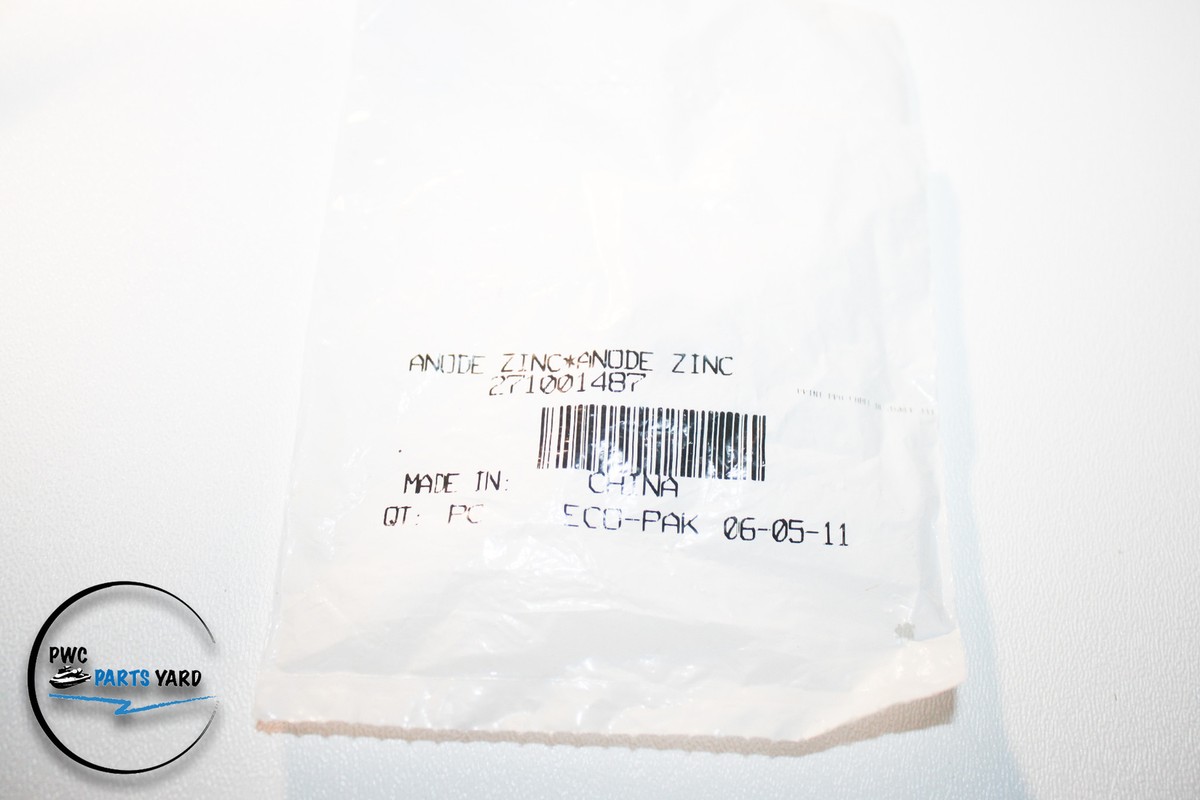 ANODE ZINC*ANODE ZINC
271001487
MADE IN: CHINA
QT: PC ECO-PAK 06-05-11
PWC
PARTS YARD